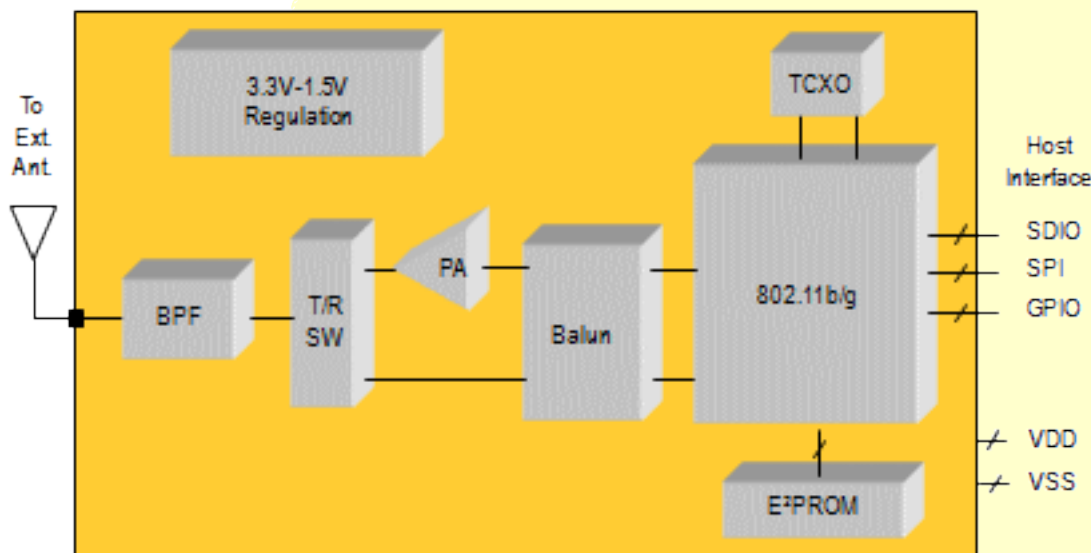 3.3V-1.5V
Regulation
TCXO
To
Ext.
Ant.
Host
Interface
SDIO
SPI
GPIO
PA
802.11b/g
BPF
T/R
SW
Balun
VDD
VSS
E²PROM